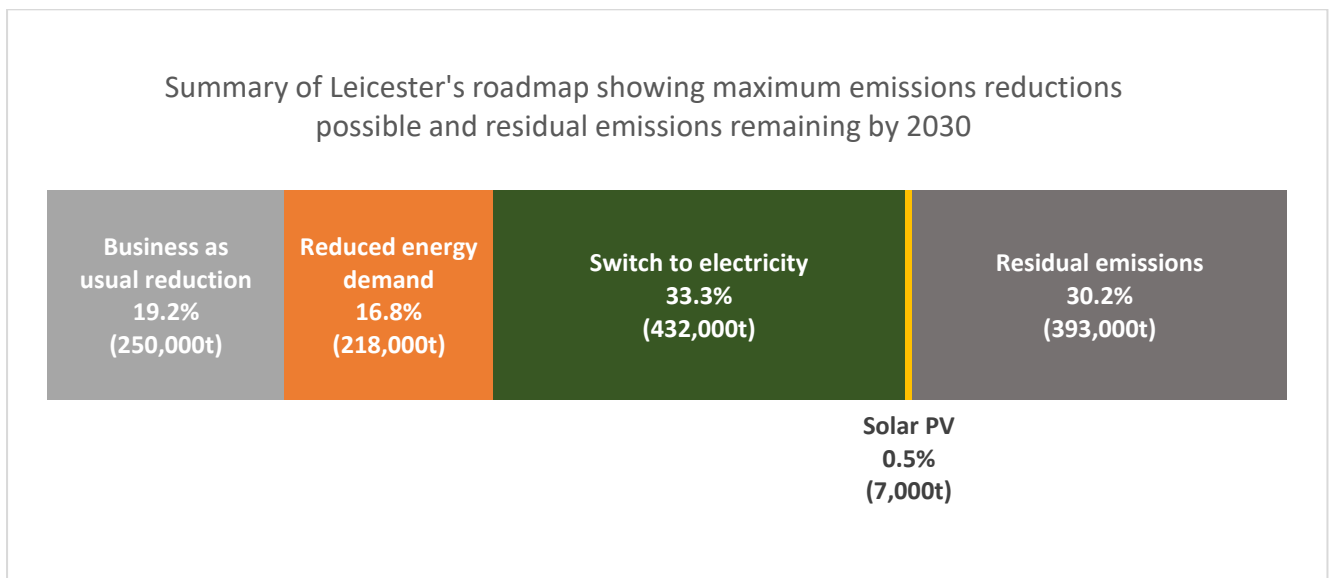 Summary of Leicester's roadmap showing maximum emissions reductions
possible and residual emissions remaining by 2030
Business as
usual reduction
19.2%
(250,000t)
Reduced energy
demand
16.8%
(218,000t)
Switch to electricity
33.3%
(432,000t)
Solar PV
0.5%
(7,000t)
Residual emissions
30.2%
(393,000t)